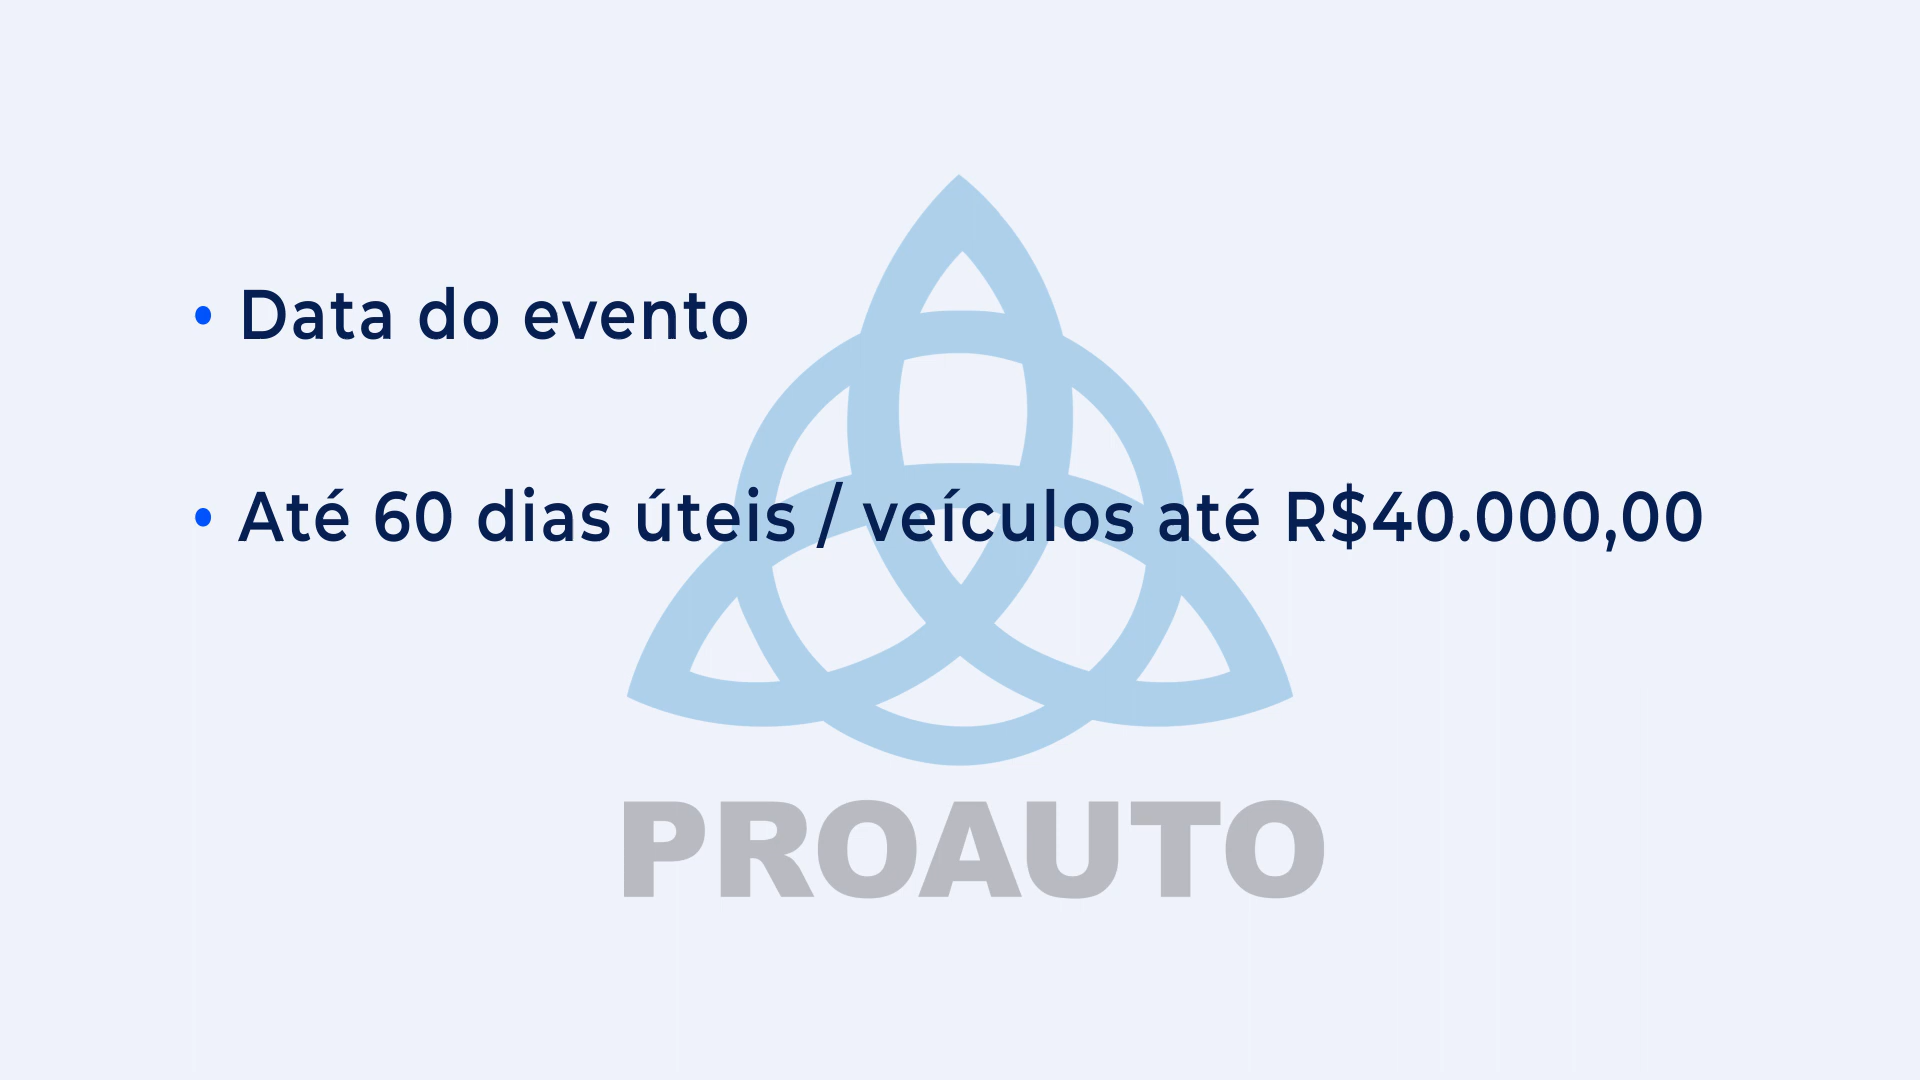 • Data do evento
• Até 60 dias úteis / veículos até R$40.000,00
PROAUTO